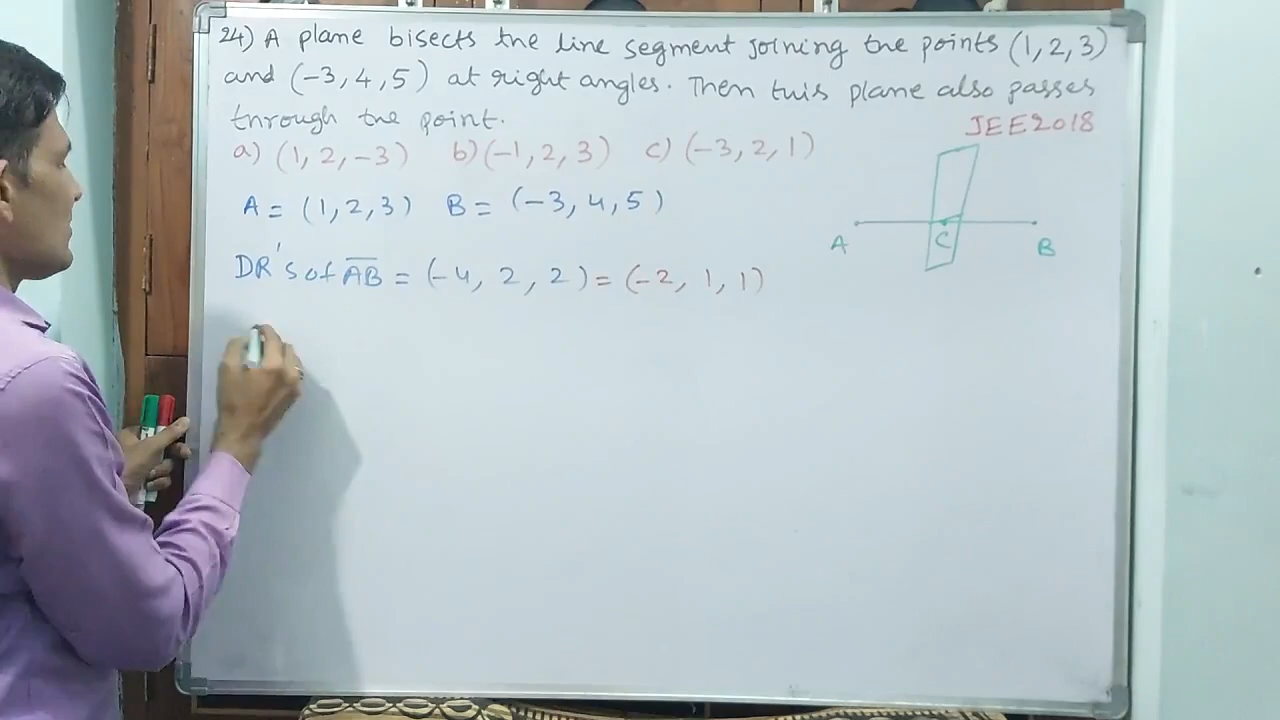 24) A plane bisects the line segment joining the points (1,2,3)
and (-3,4,5) at right angles. Then this plane also passes
through the point.
JEE2018
a) (1,2,-3) b) (-1,2,3) c) (-3,2,1)
A = (1,2,3) B = (-3,4,5)
A C B
DR's of A̅B̅ = (-4, 2, 2) = (-2, 1, 1)